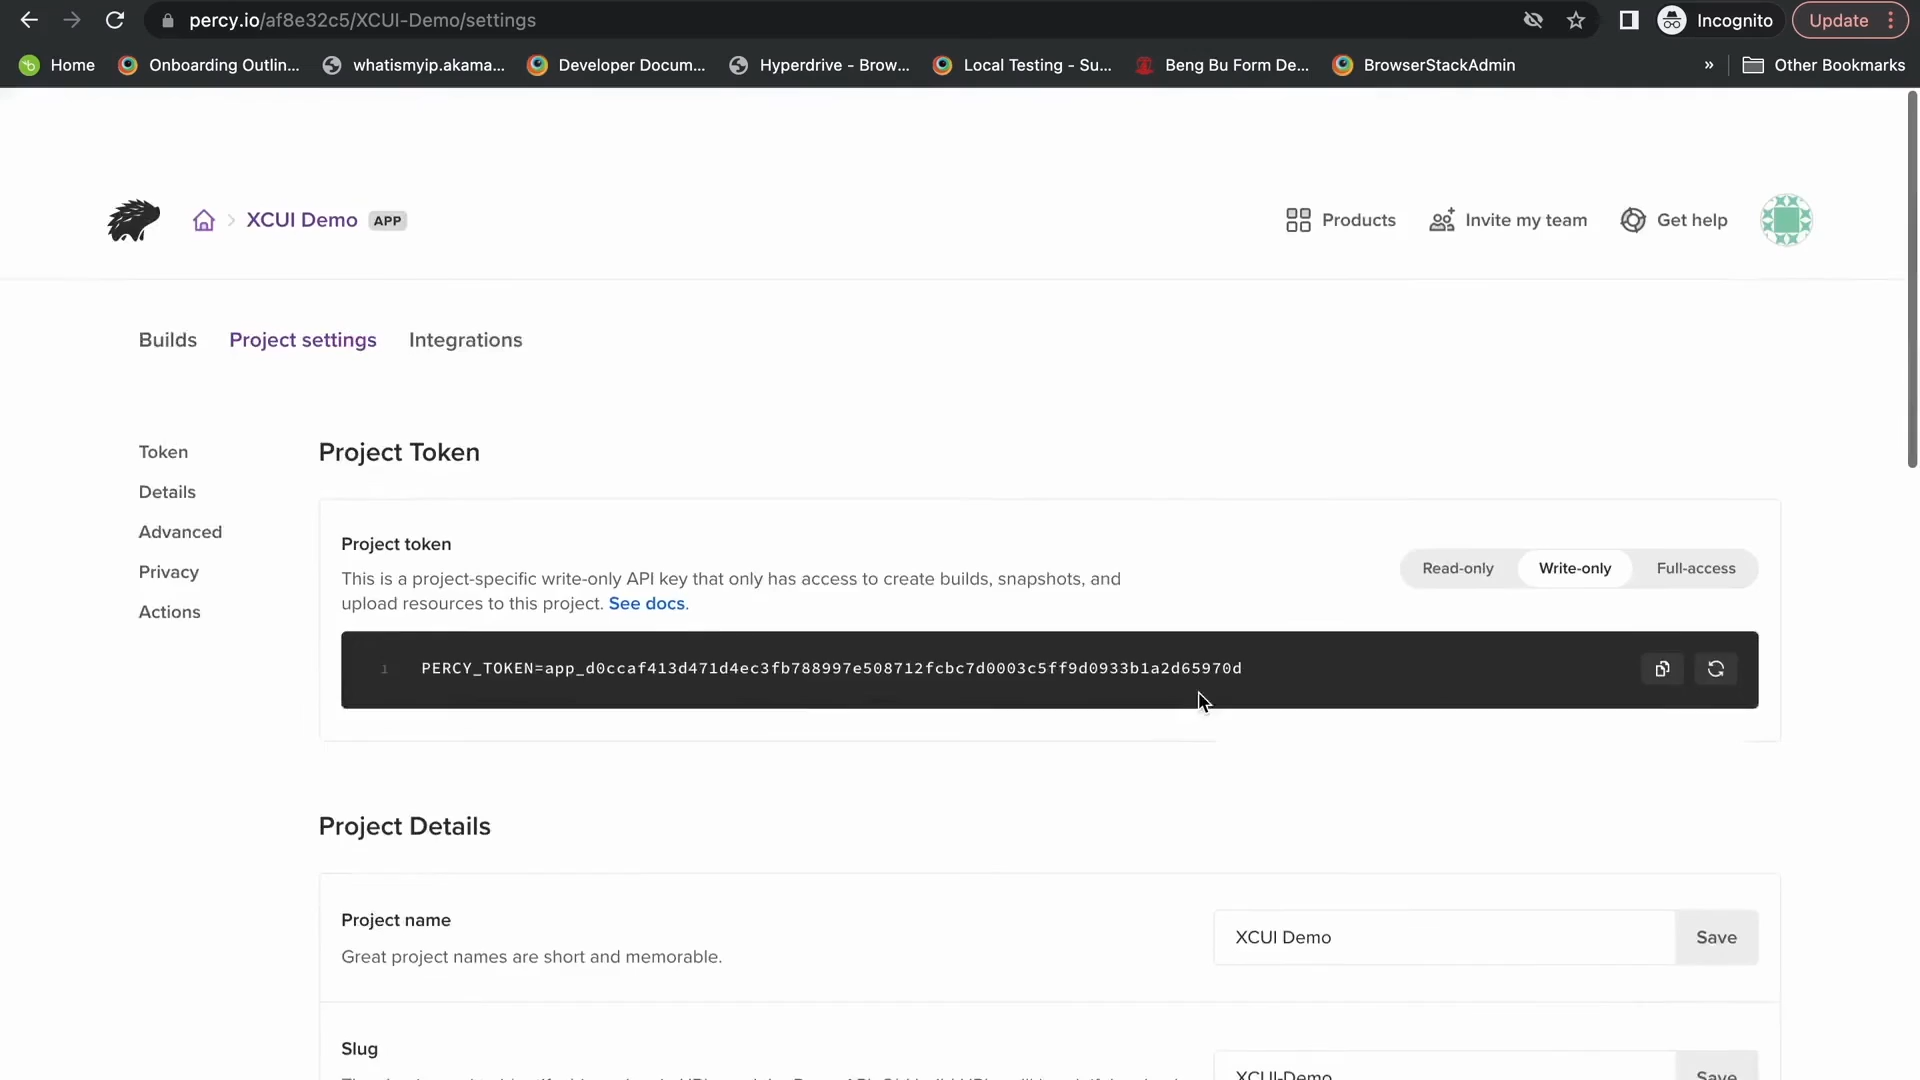 percy.io/af8e32c5/XCUI-Demo/settings
Incognito
Update
Home
Onboarding Outlin...
whatismyip.akama...
Developer Docum...
Hyperdrive - Brow...
Local Testing - Su...
Beng Bu Form De...
BrowserStackAdmin
»
Other Bookmarks
XCUI Demo APP
Products
Invite my team
Get help
Builds
Project settings
Integrations
Token
Details
Advanced
Privacy
Actions
Project Token
Project token
This is a project-specific write-only API key that only has access to create builds, snapshots, and
upload resources to this project. See docs.
Read-only
Write-only
Full-access
1 PERCY_TOKEN=app_d0ccaf413d471d4ec3fb788997e508712fcbc7d0003c5ff9d0933b1a2d65970d
Project Details
Project name
Great project names are short and memorable.
XCUI Demo
Save
Slug
XCUI-Demo
Save